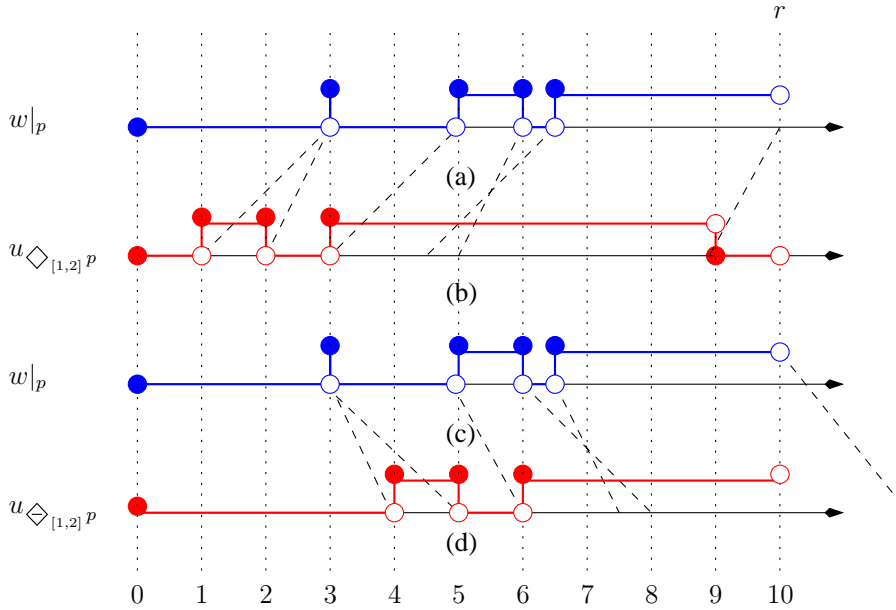 r
w|ₚ
(a)
u◇[1,2] p
(b)
w|ₚ
(c)
u⟐[1,2] p
(d)
0 1 2 3 4 5 6 7 8 9 10